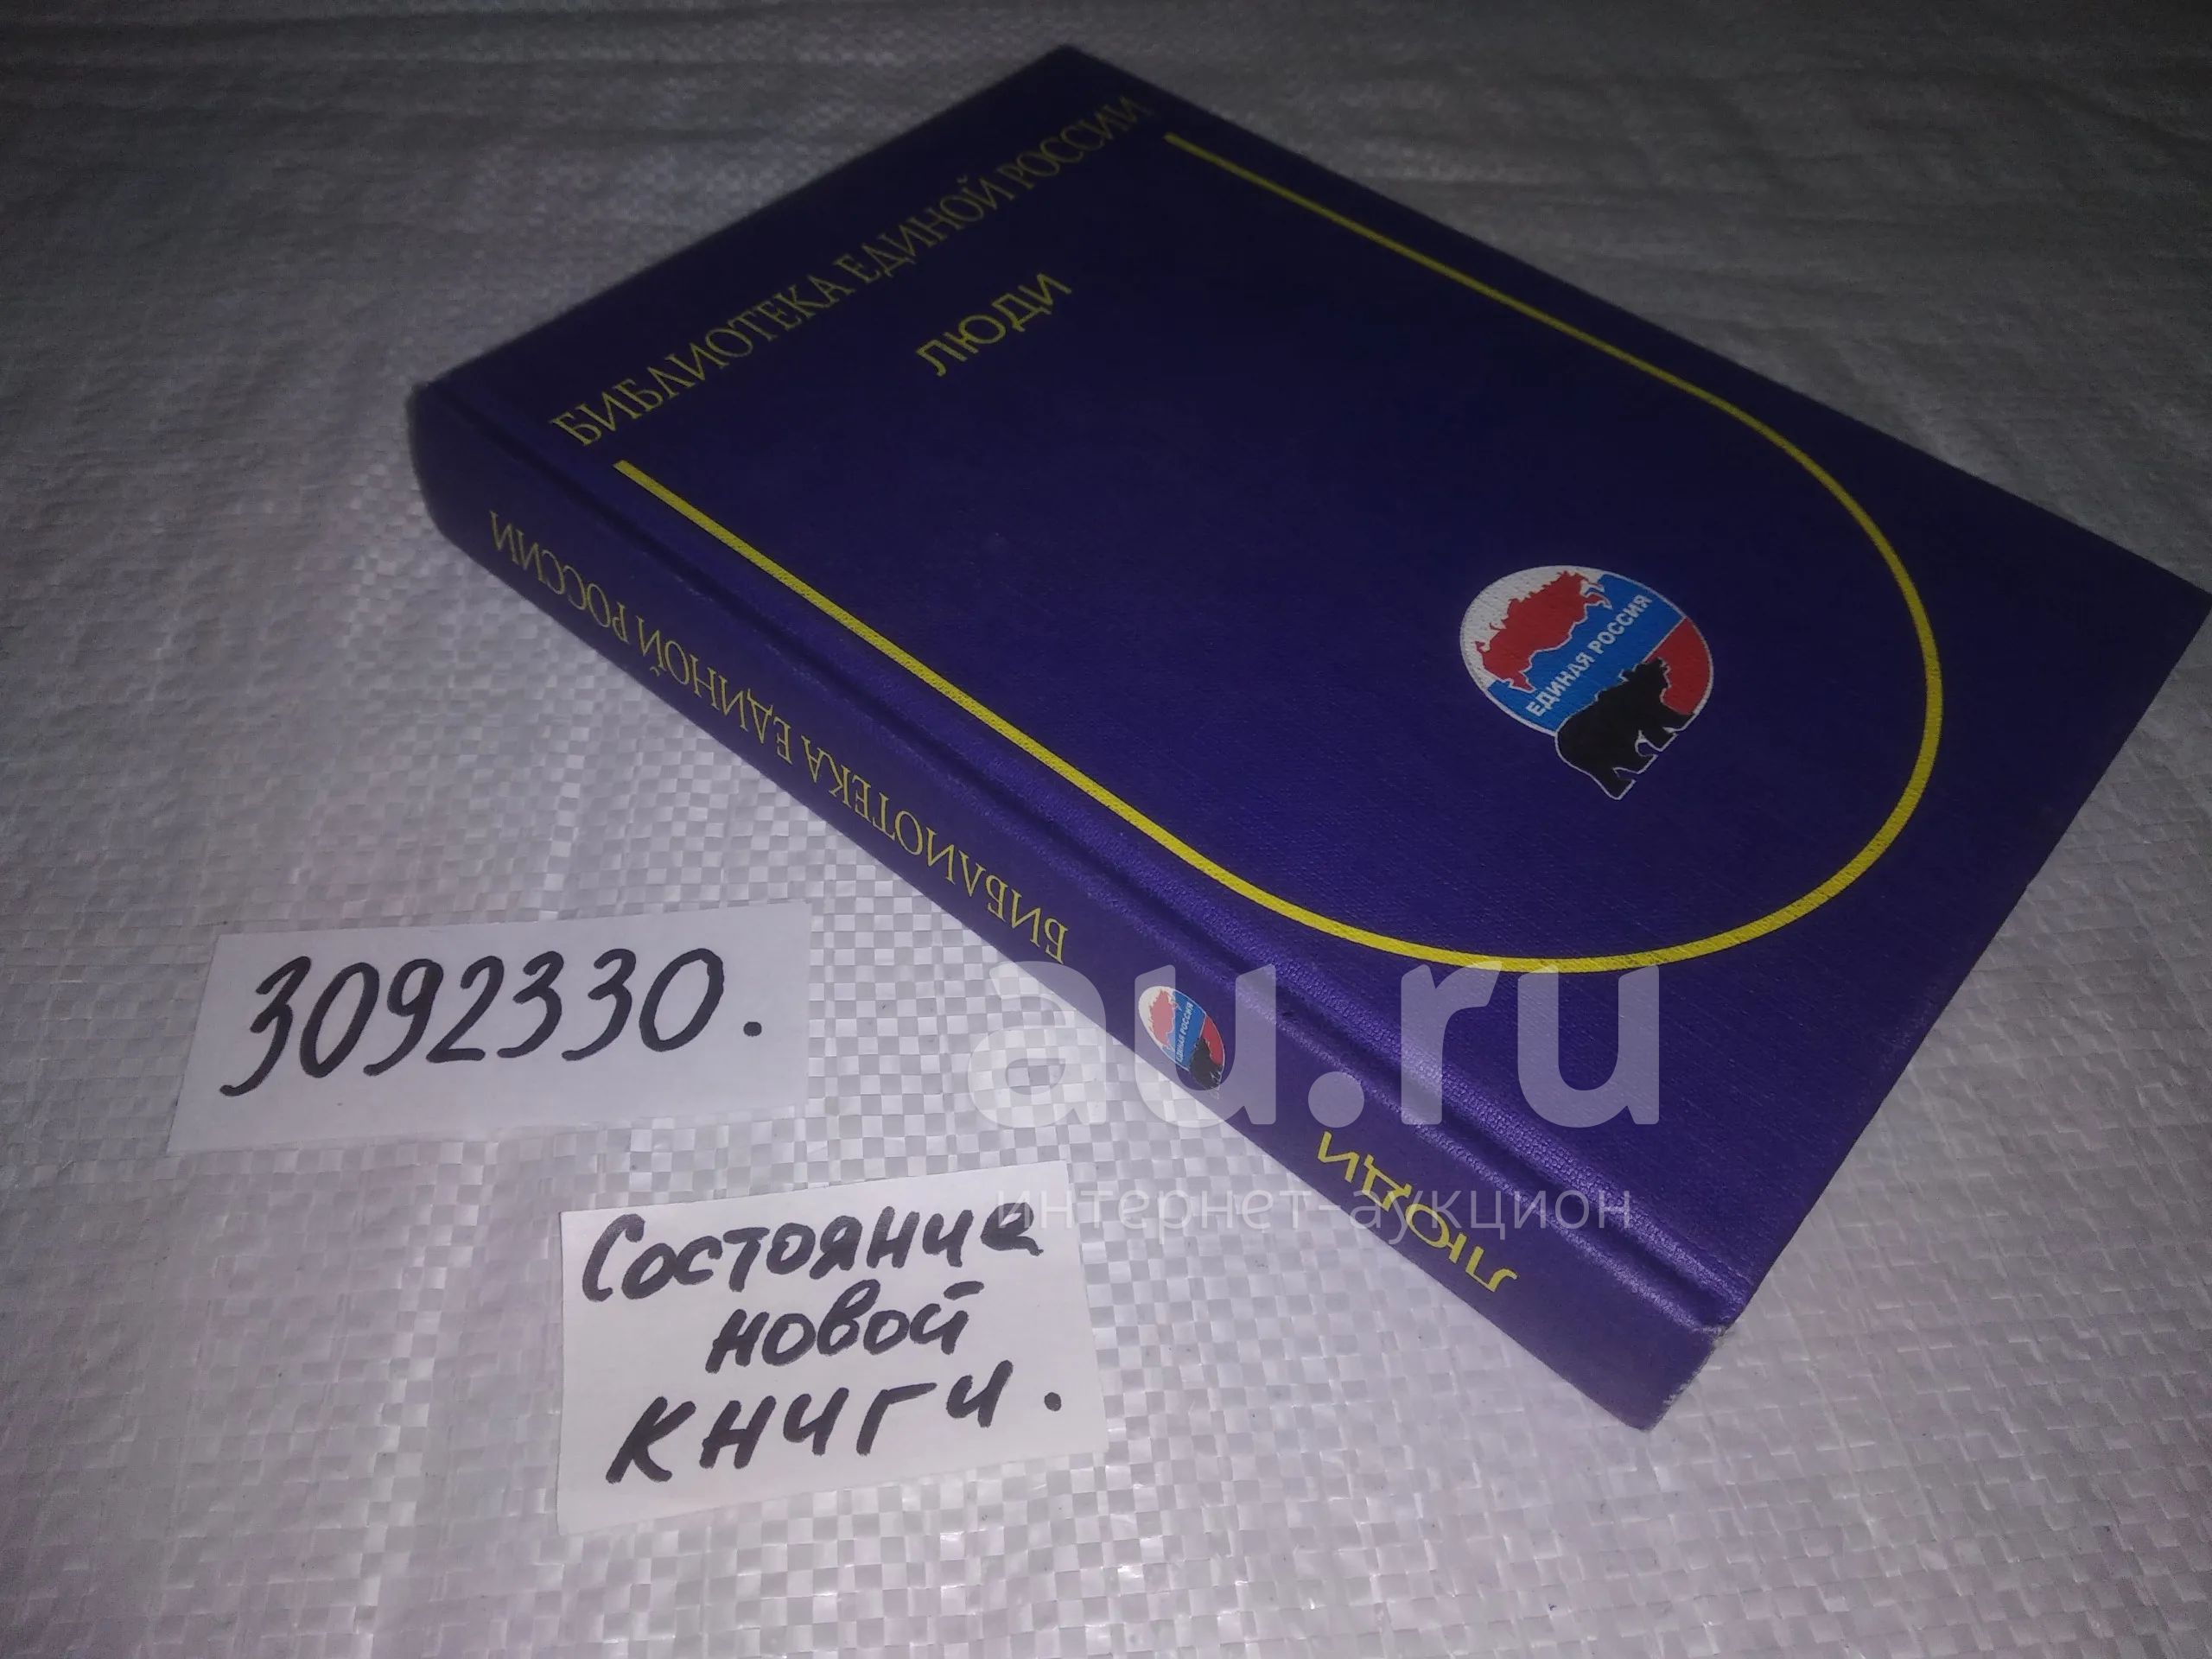 БИБЛИОТЕКА ЕДИНОЙ РОССИИ
ЛЮДИ
ЕДИНАЯ РОССИЯ
БИБЛИОТЕКА ЕДИНОЙ РОССИИ
ЕДИНАЯ РОССИЯ
ЛЮДИ
au.ru
интернет-аукцион
3092330.
Состояние
новой
книги.